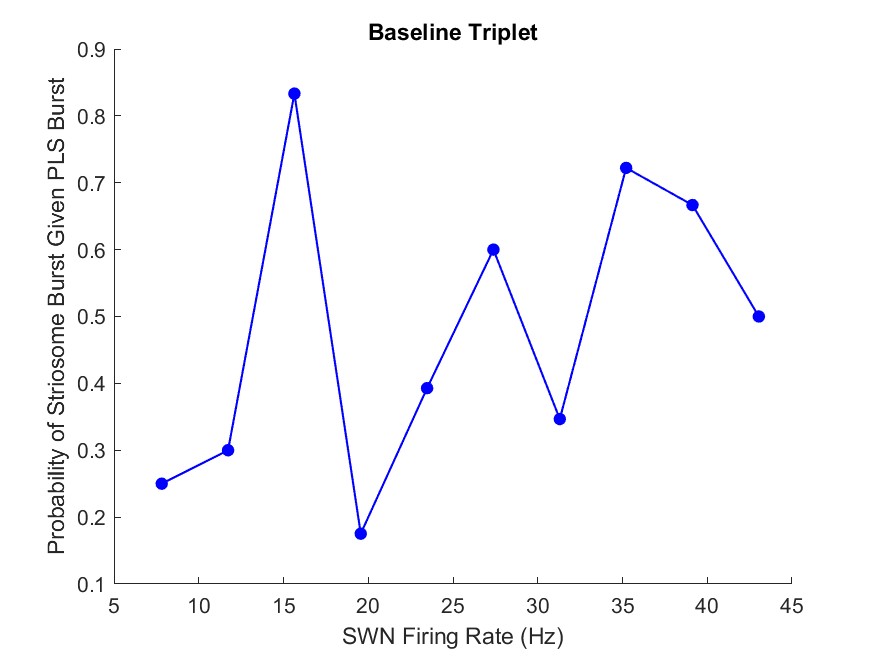 Baseline Triplet
Probability of Striosome Burst Given PLS Burst
0.9
0.8
0.7
0.6
0.5
0.4
0.3
0.2
0.1
5 10 15 20 25 30 35 40 45
SWN Firing Rate (Hz)